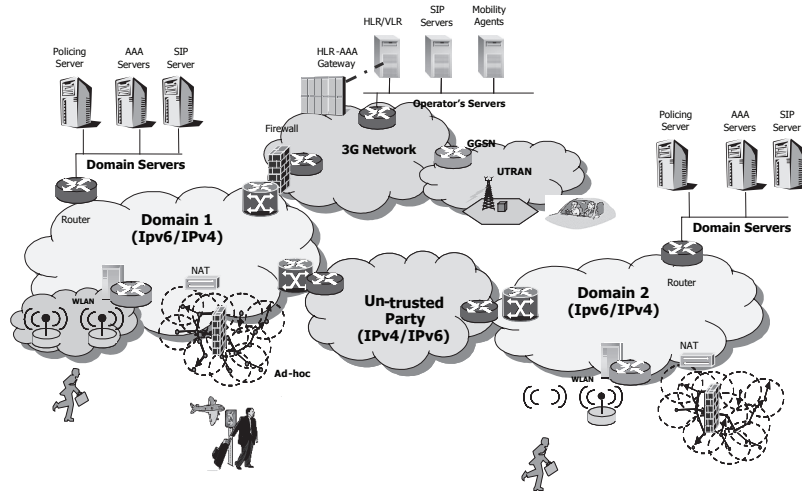 HLR/VLR
SIP
Servers
Mobility
Agents
HLR-AAA
Gateway
Operator's Servers
Policing
Server
AAA
Servers
SIP
Server
Domain Servers
Router
Firewall
3G Network
GGSN
UTRAN
Policing
Server
AAA
Servers
SIP
Server
Domain Servers
Router
Domain 1
(Ipv6/IPv4)
NAT
WLAN
Ad-hoc
Un-trusted
Party
(IPv4/IPv6)
Domain 2
(Ipv6/IPv4)
NAT
WLAN